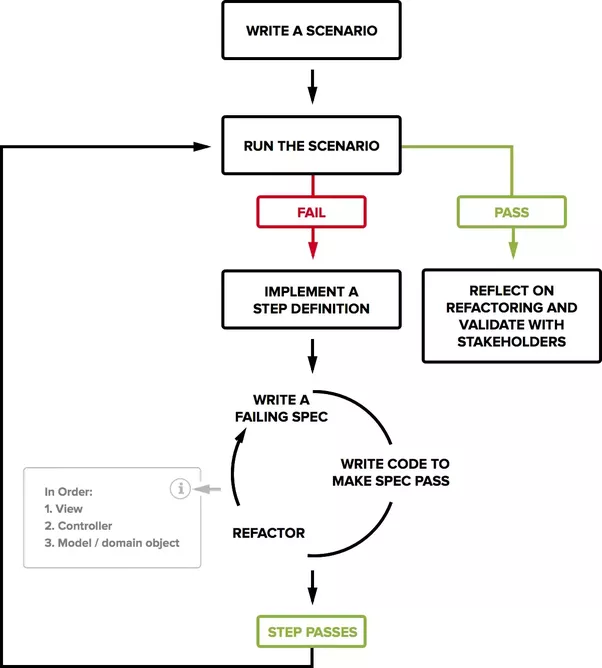 WRITE A SCENARIO
RUN THE SCENARIO
FAIL
PASS
IMPLEMENT A
STEP DEFINITION
REFLECT ON
REFACTORING AND
VALIDATE WITH
STAKEHOLDERS
WRITE A
FAILING SPEC
WRITE CODE TO
MAKE SPEC PASS
REFACTOR
i
In Order:
1. View
2. Controller
3. Model / domain object
STEP PASSES